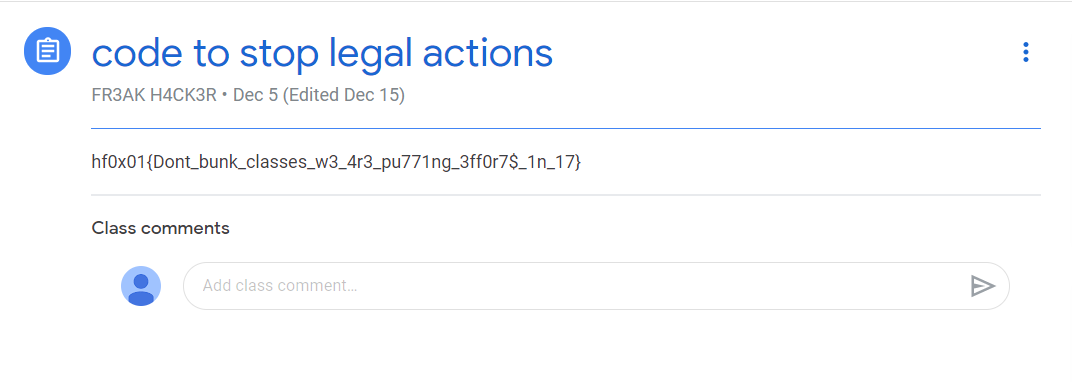 code to stop legal actions
FR3AK H4CK3R • Dec 5 (Edited Dec 15)
hf0x01{Dont_bunk_classes_w3_4r3_pu771ng_3ff0r7$_1n_17}
Class comments
Add class comment...